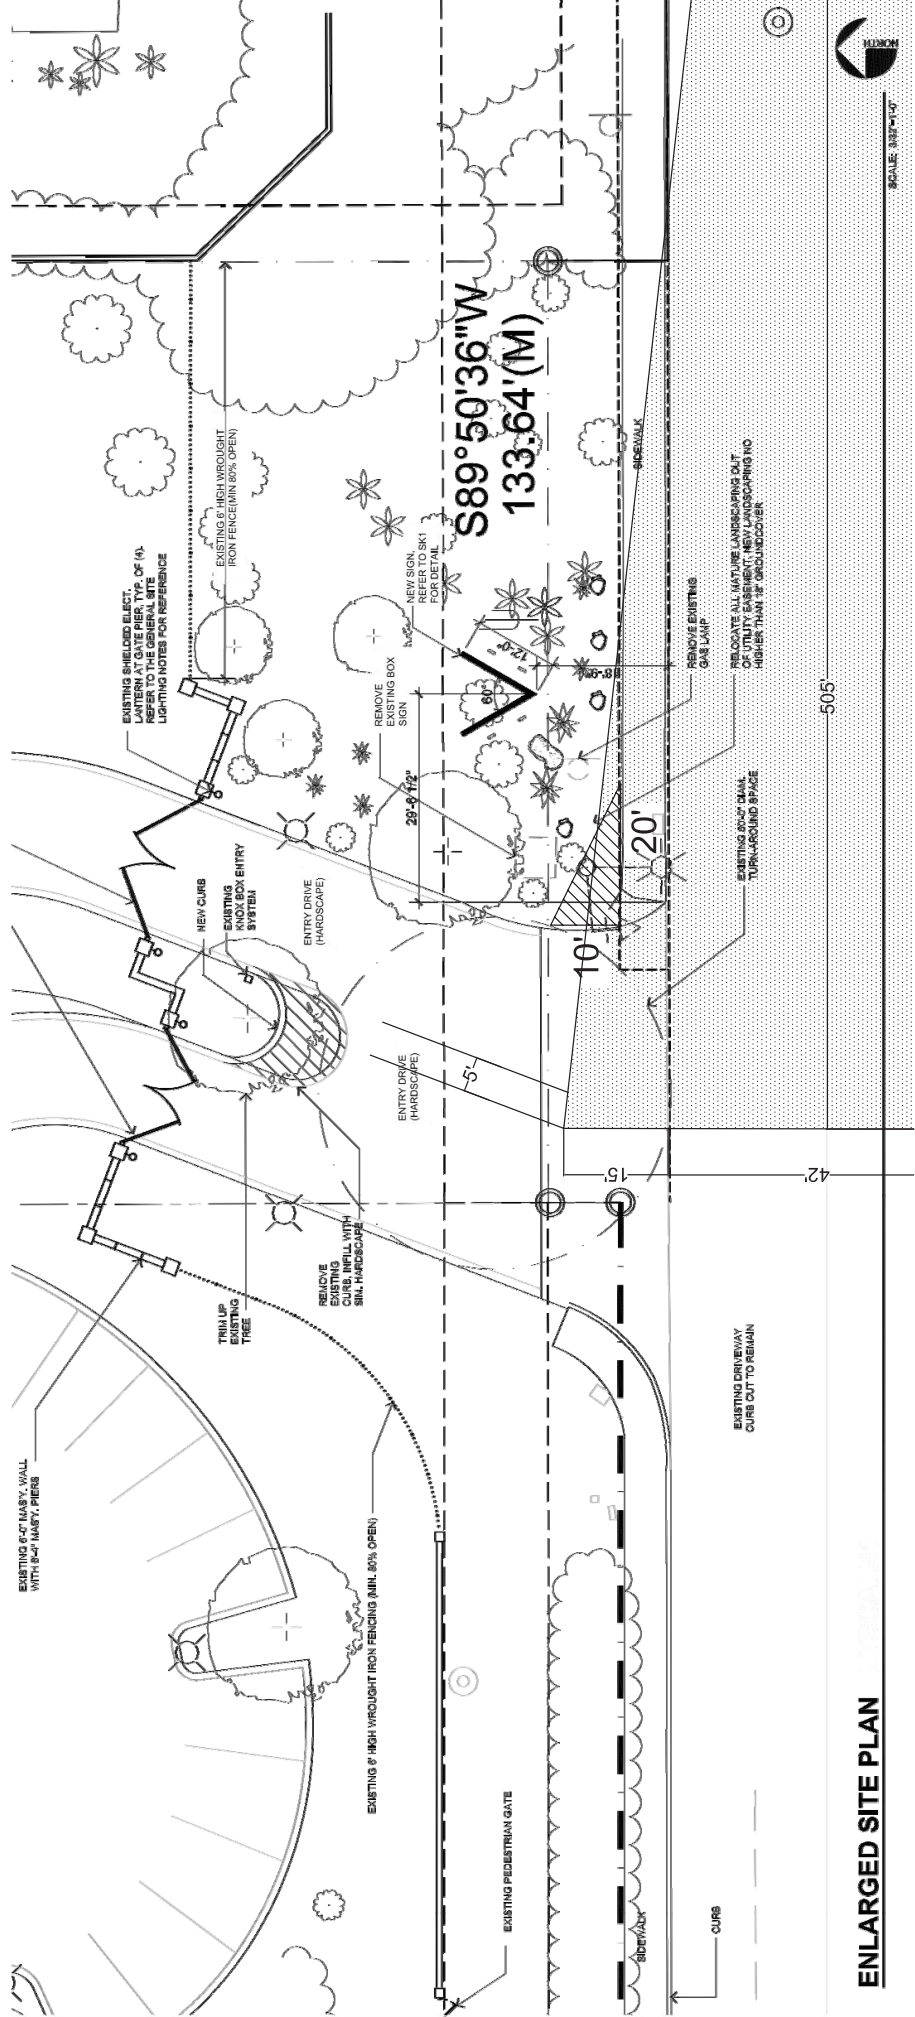 NORTH
SCALE: 3/32"=1'-0"
S89°50'36"W
133.64'(M)
EXISTING 6' HIGH WROUGHT
IRON FENCE(MIN 80% OPEN)
EXISTING SHIELDED ELECT.
LANTERN AT GATE PIER, TYP. OF (4).
REFER TO THE GENERAL SITE
LIGHTING NOTES FOR REFERENCE
NEW SIGN,
REFER TO SK1
FOR DETAIL
REMOVE
EXISTING BOX
SIGN
12'-0"
60°
29'-6 1/2"
SIDEWALK
REMOVE EXISTING
GAS LAMP
RELOCATE ALL MATURE LANDSCAPING OUT
OF UTILITY EASEMENT, NEW LANDSCAPING NO
HIGHER THAN 18" GROUNDCOVER
505'
EXISTING 60'-0" DIAM.
TURN-AROUND SPACE
20'
10'
NEW CURB
EXISTING
KNOX BOX ENTRY
SYSTEM
ENTRY DRIVE
(HARDSCAPE)
ENTRY DRIVE
(HARDSCAPE)
5'
15'
42'
TRIM UP
EXISTING
TREE
REMOVE
EXISTING
CURB, INFILL WITH
SIM. HARDSCAPE
EXISTING DRIVEWAY
CURB CUT TO REMAIN
EXISTING 6'-0" MAS'Y. WALL
WITH 6'-4" MAS'Y. PIERS
EXISTING 6' HIGH WROUGHT IRON FENCING (MIN. 80% OPEN)
EXISTING PEDESTRIAN GATE
SIDEWALK
CURB
ENLARGED SITE PLAN